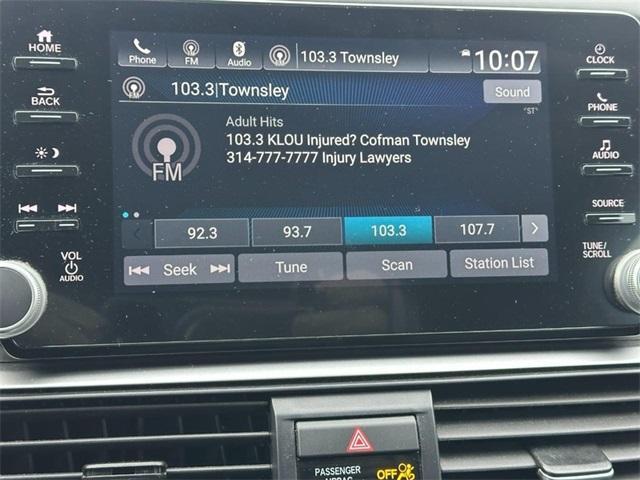 HOME
BACK
VOL
AUDIO
Phone
FM
Audio
103.3 Townsley
10:07
FM
103.3|Townsley
Sound
"ST"
Adult Hits
103.3 KLOU Injured? Cofman Townsley
314-777-7777 Injury Lawyers
FM
92.3
93.7
103.3
107.7
Seek
Tune
Scan
Station List
CLOCK
PHONE
AUDIO
SOURCE
TUNE/
SCROLL
PASSENGER
AIRBAG
OFF